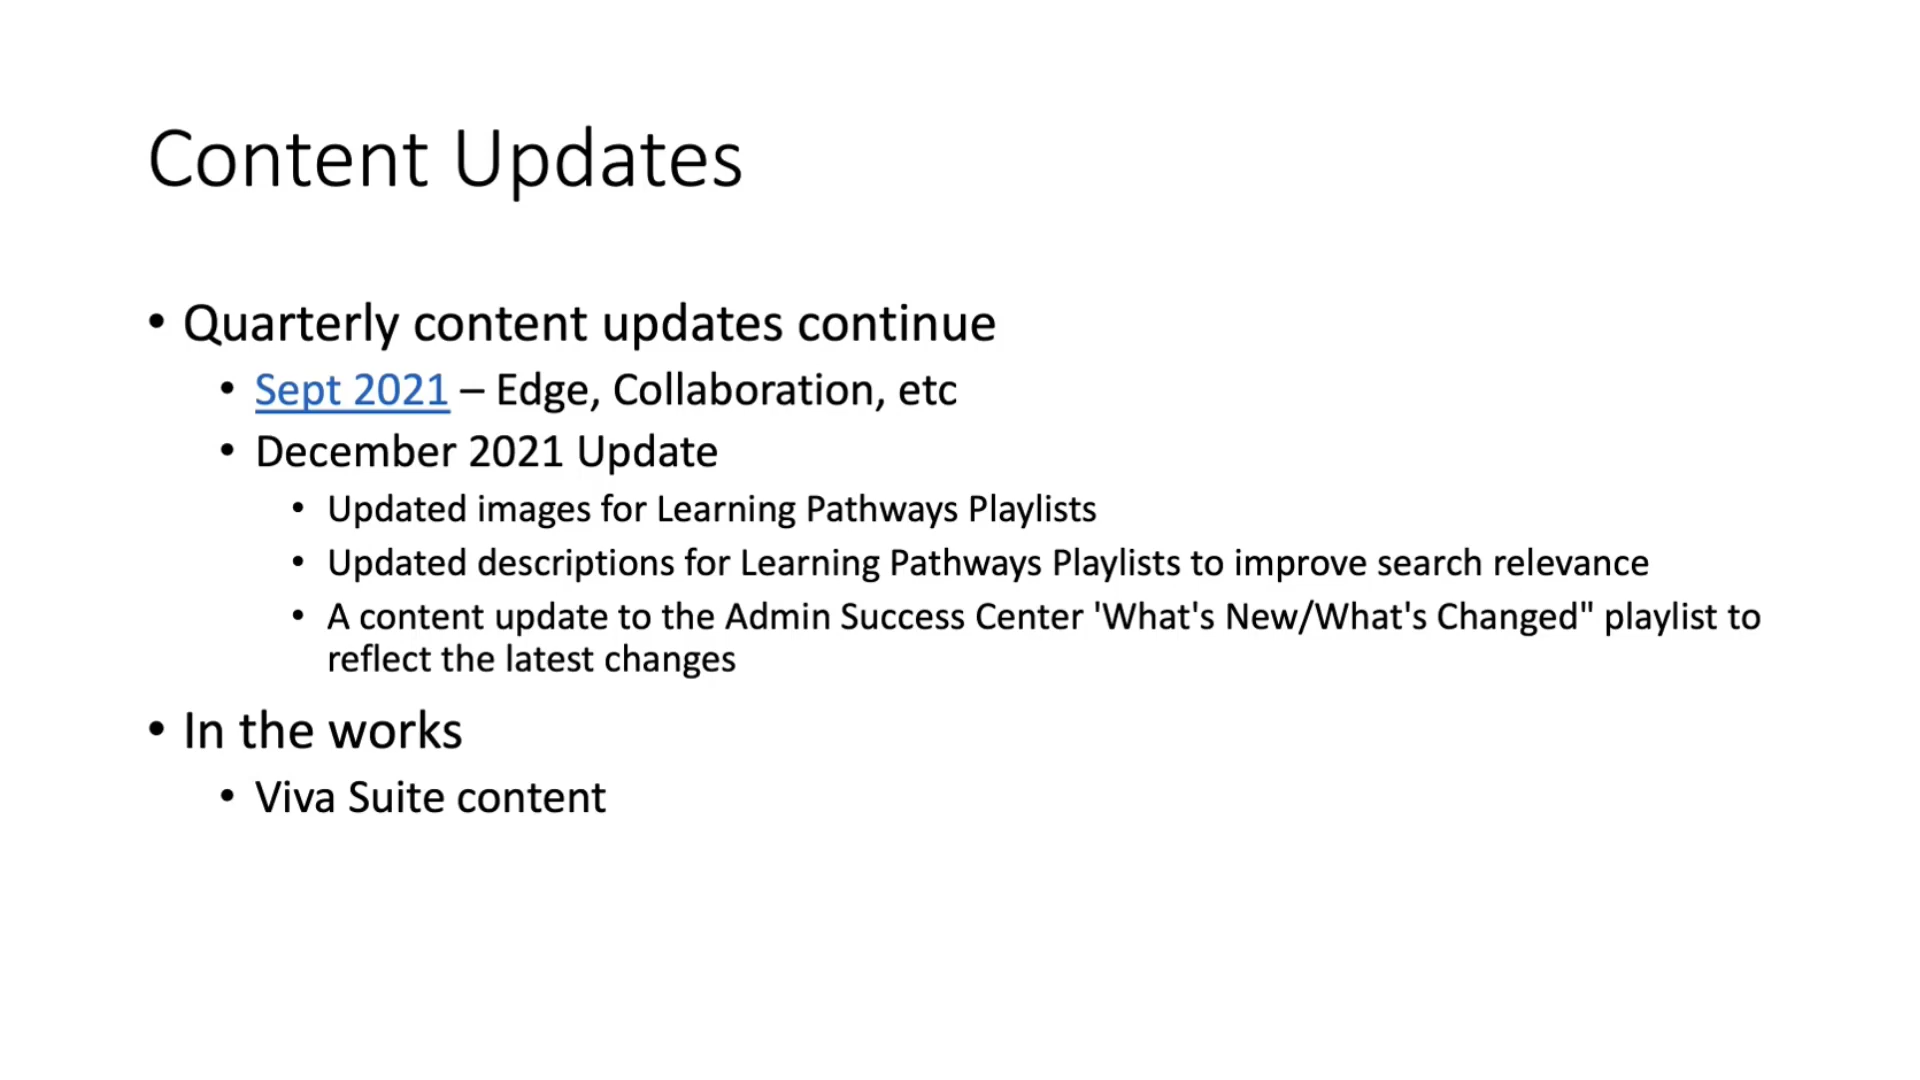 Content Updates
• Quarterly content updates continue
• Sept 2021 – Edge, Collaboration, etc
• December 2021 Update
• Updated images for Learning Pathways Playlists
• Updated descriptions for Learning Pathways Playlists to improve search relevance
• A content update to the Admin Success Center 'What's New/What's Changed" playlist to
reflect the latest changes
• In the works
• Viva Suite content